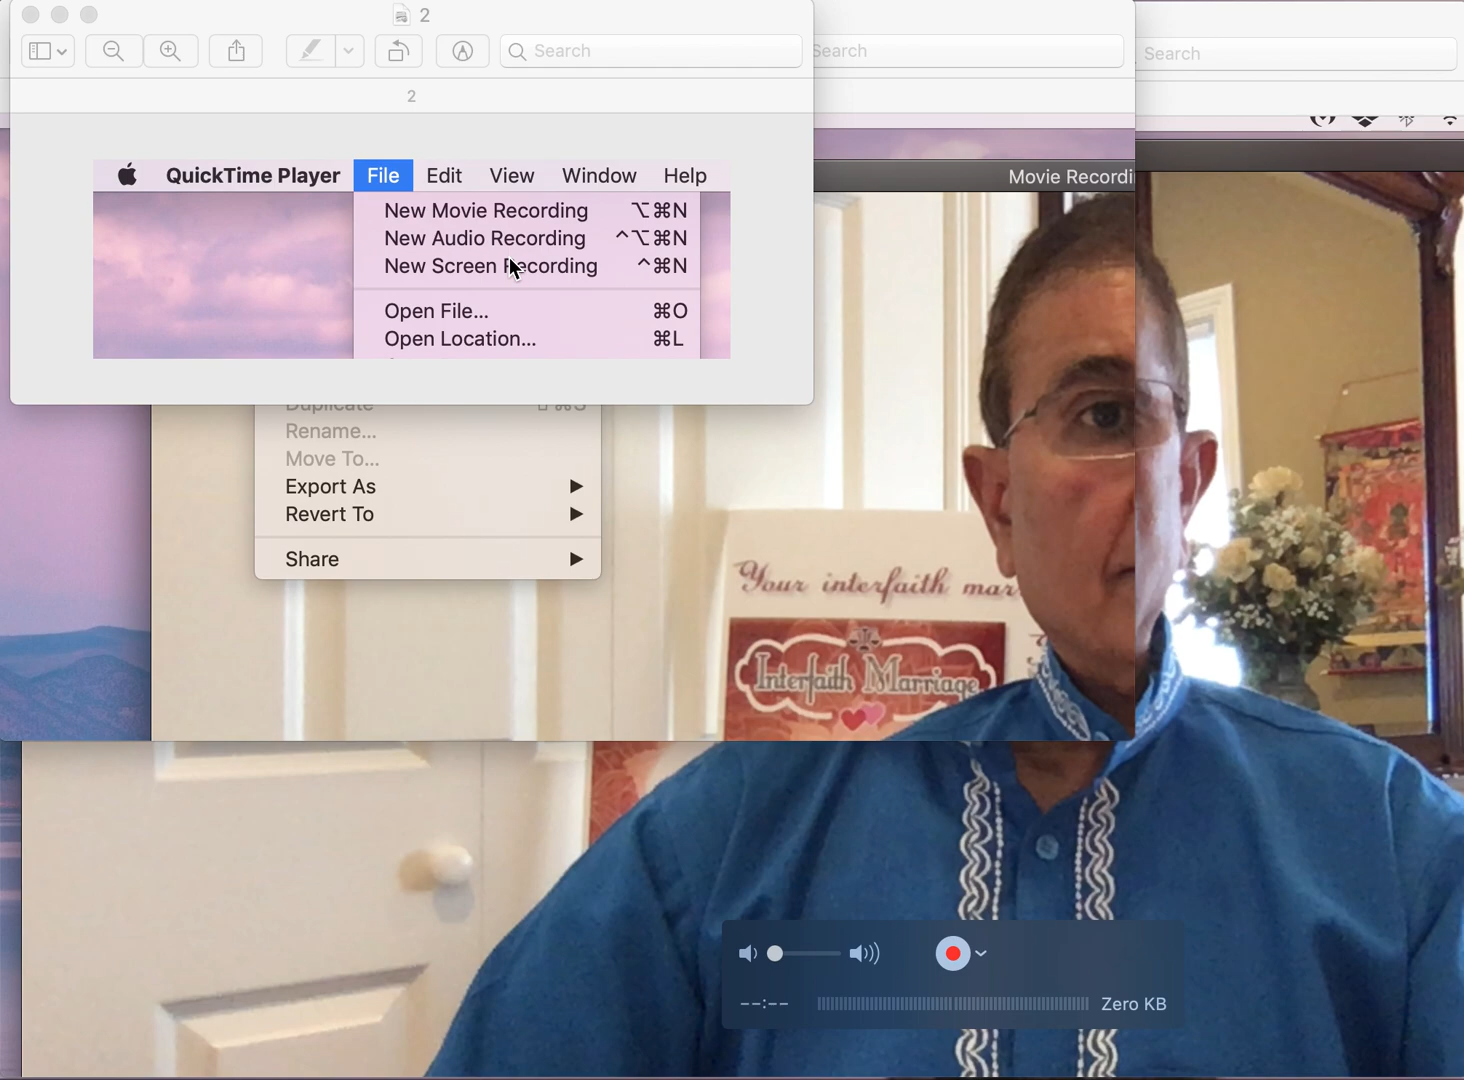 2
Search
Search
Search
2
QuickTime Player File Edit View Window Help
Movie Recordi
New Movie Recording ⌥⌘N
New Audio Recording ^⌥⌘N
New Screen Recording ^⌘N
Open File... ⌘O
Open Location... ⌘L
Duplicate ⇧⌘S
Rename...
Move To...
Export As
Revert To
Share
Your interfaith mar
Interfaith Marriage
--:-- Zero KB